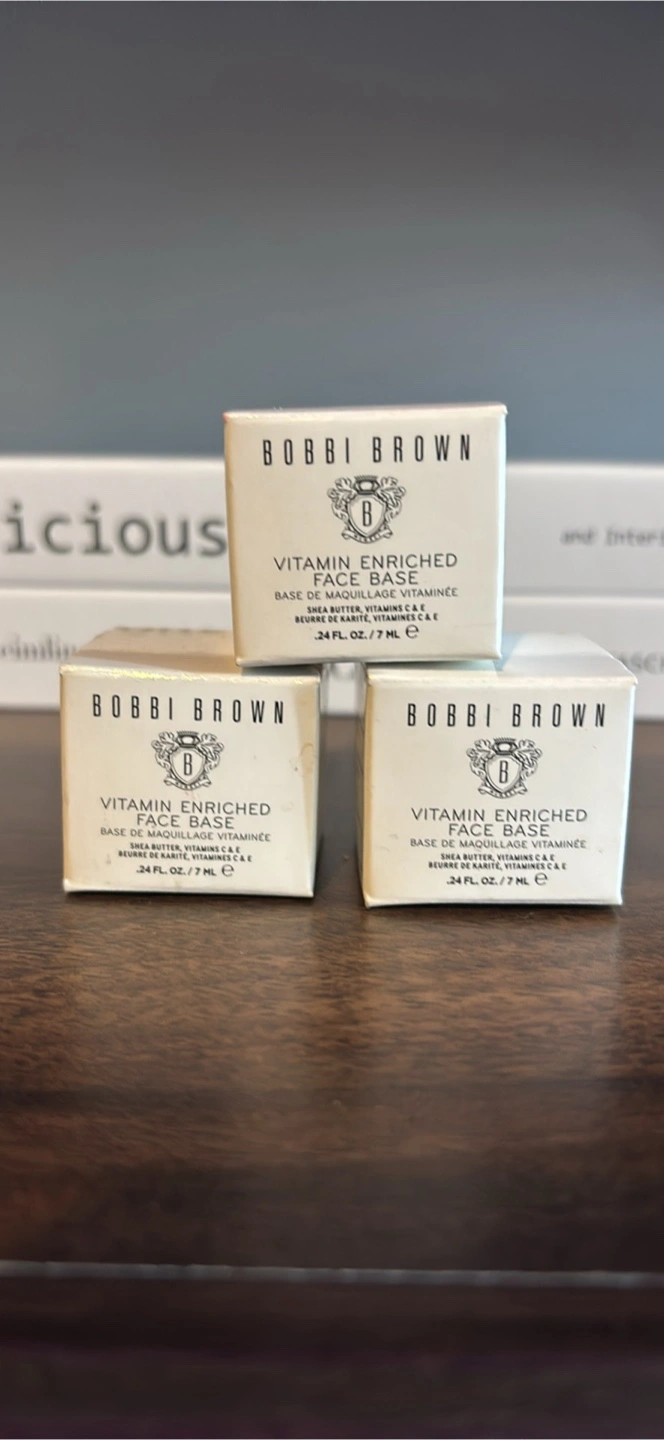 BOBBI BROWN
B
VITAMIN ENRICHED
FACE BASE
BASE DE MAQUILLAGE VITAMINÉE
SHEA BUTTER, VITAMINS C & E
BEURRE DE KARITÉ, VITAMINES C & E
.24 FL. OZ. / 7 ML ℮
icious
and Interi
BOBBI BROWN
B
VITAMIN ENRICHED
FACE BASE
BASE DE MAQUILLAGE VITAMINÉE
SHEA BUTTER, VITAMINS C & E
BEURRE DE KARITÉ, VITAMINES C & E
.24 FL. OZ. / 7 ML ℮
BOBBI BROWN
B
VITAMIN ENRICHED
FACE BASE
BASE DE MAQUILLAGE VITAMINÉE
SHEA BUTTER, VITAMINS C & E
BEURRE DE KARITÉ, VITAMINES C & E
.24 FL. OZ. / 7 ML ℮